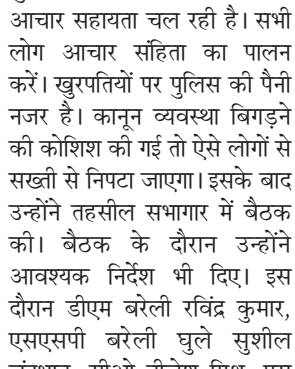 आचार सहायता चल रही है। सभी
लोग आचार संहिता का पालन
करें। खुरपतियों पर पुलिस की पैनी
नजर है। कानून व्यवस्था बिगड़ने
की कोशिश की गई तो ऐसे लोगों से
सख्ती से निपटा जाएगा। इसके बाद
उन्होंने तहसील सभागार में बैठक
की। बैठक के दौरान उन्होंने
आवश्यक निर्देश भी दिए। इस
दौरान डीएम बरेली रविंद्र कुमार,
एसएसपी बरेली घुले सुशील